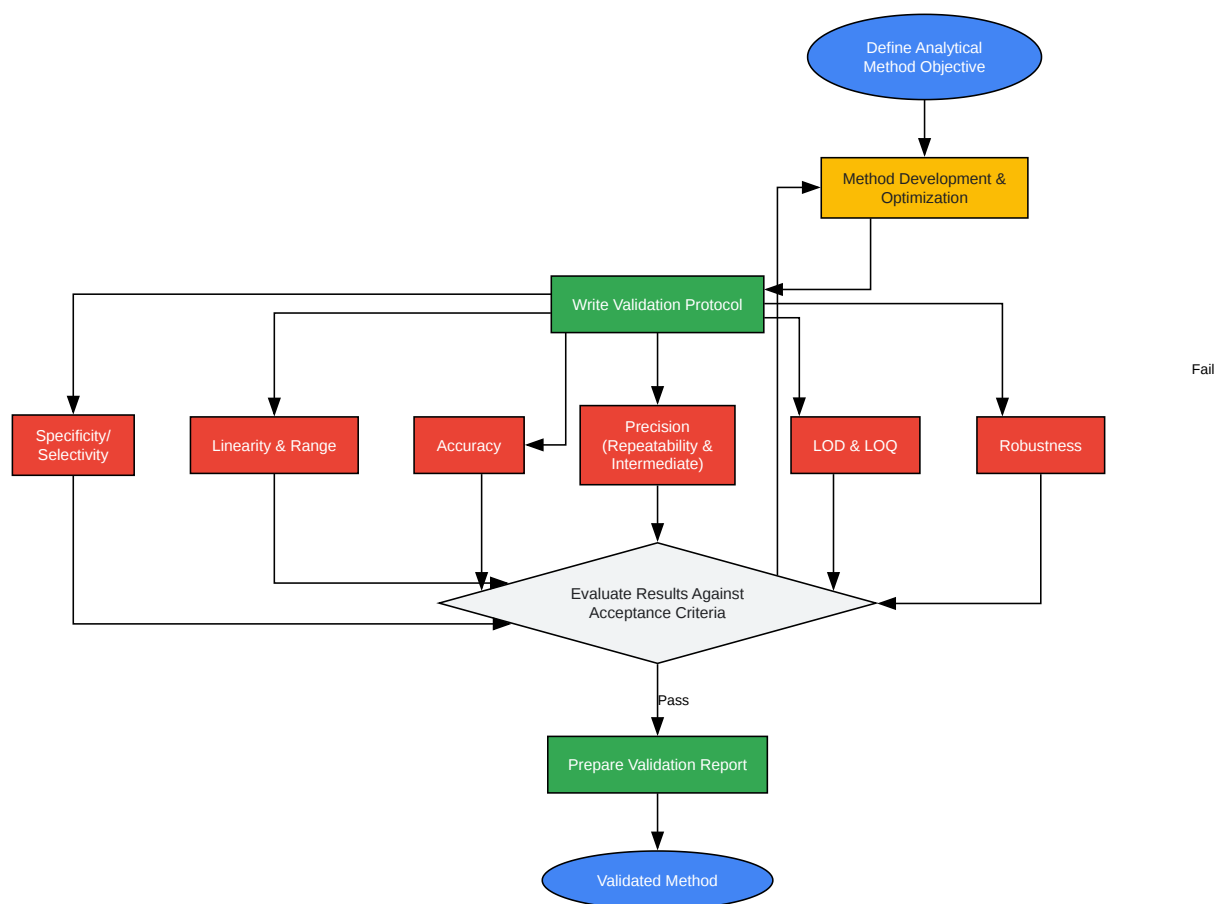 Define Analytical
Method Objective
Method Development &
Optimization
Write Validation Protocol
Fail
Specificity/
Selectivity
Linearity & Range
Accuracy
Precision
(Repeatability &
Intermediate)
LOD & LOQ
Robustness
Evaluate Results Against
Acceptance Criteria
Pass
Prepare Validation Report
Validated Method